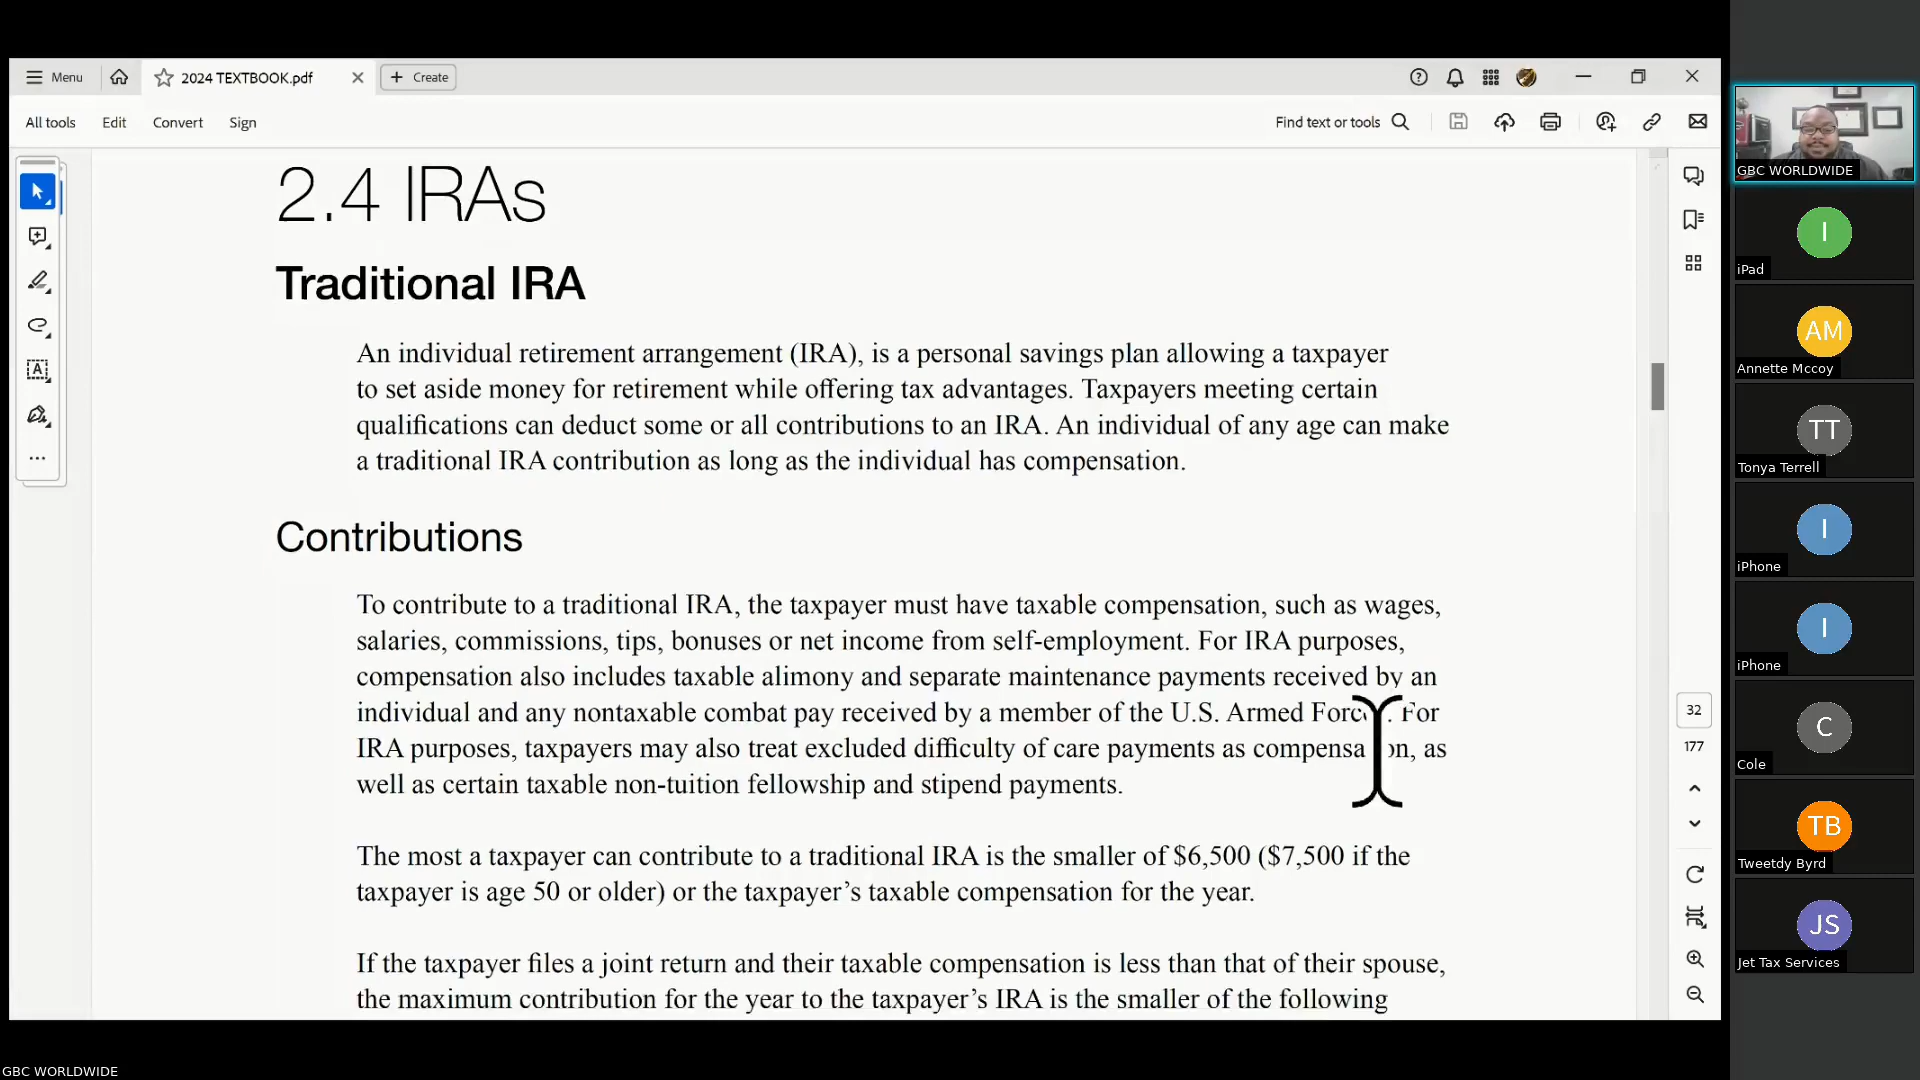 Menu
2024 TEXTBOOK.pdf
Create
All tools
Edit
Convert
Sign
Find text or tools
2.4 IRAs
Traditional IRA
An individual retirement arrangement (IRA), is a personal savings plan allowing a taxpayer
to set aside money for retirement while offering tax advantages. Taxpayers meeting certain
qualifications can deduct some or all contributions to an IRA. An individual of any age can make
a traditional IRA contribution as long as the individual has compensation.
Contributions
To contribute to a traditional IRA, the taxpayer must have taxable compensation, such as wages,
salaries, commissions, tips, bonuses or net income from self-employment. For IRA purposes,
compensation also includes taxable alimony and separate maintenance payments received by an
individual and any nontaxable combat pay received by a member of the U.S. Armed Forces. For
IRA purposes, taxpayers may also treat excluded difficulty of care payments as compensation, as
well as certain taxable non-tuition fellowship and stipend payments.
The most a taxpayer can contribute to a traditional IRA is the smaller of $6,500 ($7,500 if the
taxpayer is age 50 or older) or the taxpayer’s taxable compensation for the year.
If the taxpayer files a joint return and their taxable compensation is less than that of their spouse,
the maximum contribution for the year to the taxpayer’s IRA is the smaller of the following
32
177
GBC WORLDWIDE
I
iPad
AM
Annette Mccoy
TT
Tonya Terrell
I
iPhone
I
iPhone
C
Cole
TB
Tweetdy Byrd
JS
Jet Tax Services
GBC WORLDWIDE